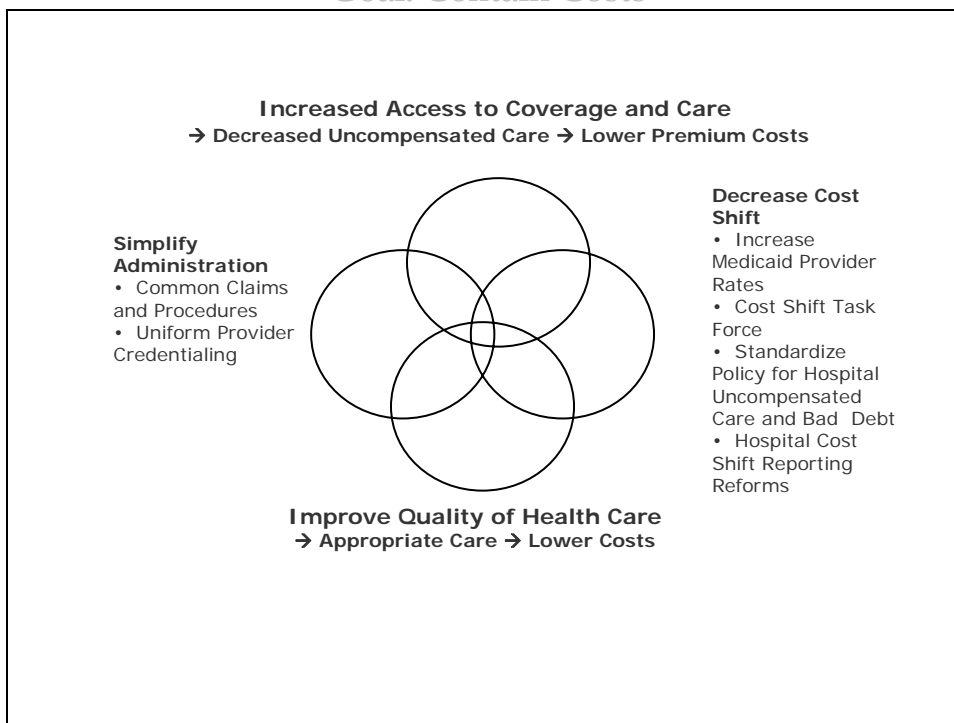 Increased Access to Coverage and Care
→ Decreased Uncompensated Care → Lower Premium Costs
Simplify
Administration
• Common Claims
and Procedures
• Uniform Provider
Credentialing
Decrease Cost
Shift
• Increase
Medicaid Provider
Rates
• Cost Shift Task
Force
• Standardize
Policy for Hospital
Uncompensated
Care and Bad Debt
• Hospital Cost
Shift Reporting
Reforms
Improve Quality of Health Care
→ Appropriate Care → Lower Costs